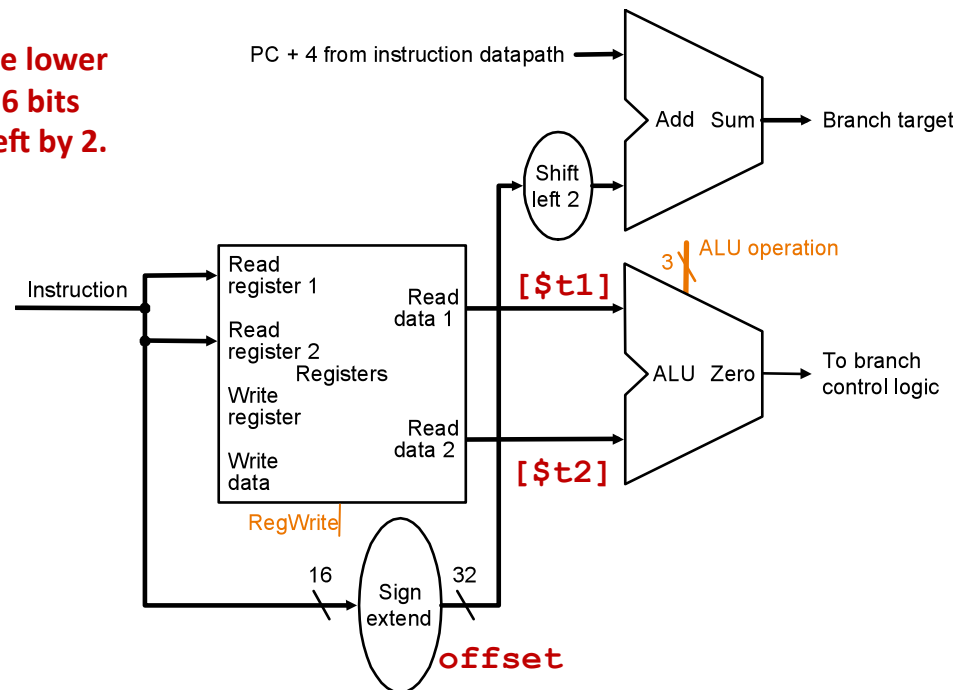 e lower
6 bits
eft by 2.
PC + 4 from instruction datapath
Add Sum
Branch target
Shift
left 2
ALU operation
3
Instruction
Read
register 1
Read
data 1
[$t1]
Read
register 2
Registers
ALU Zero
To branch
control logic
Write
register
Read
data 2
Write
data
[$t2]
RegWrite
16
32
Sign
extend
offset